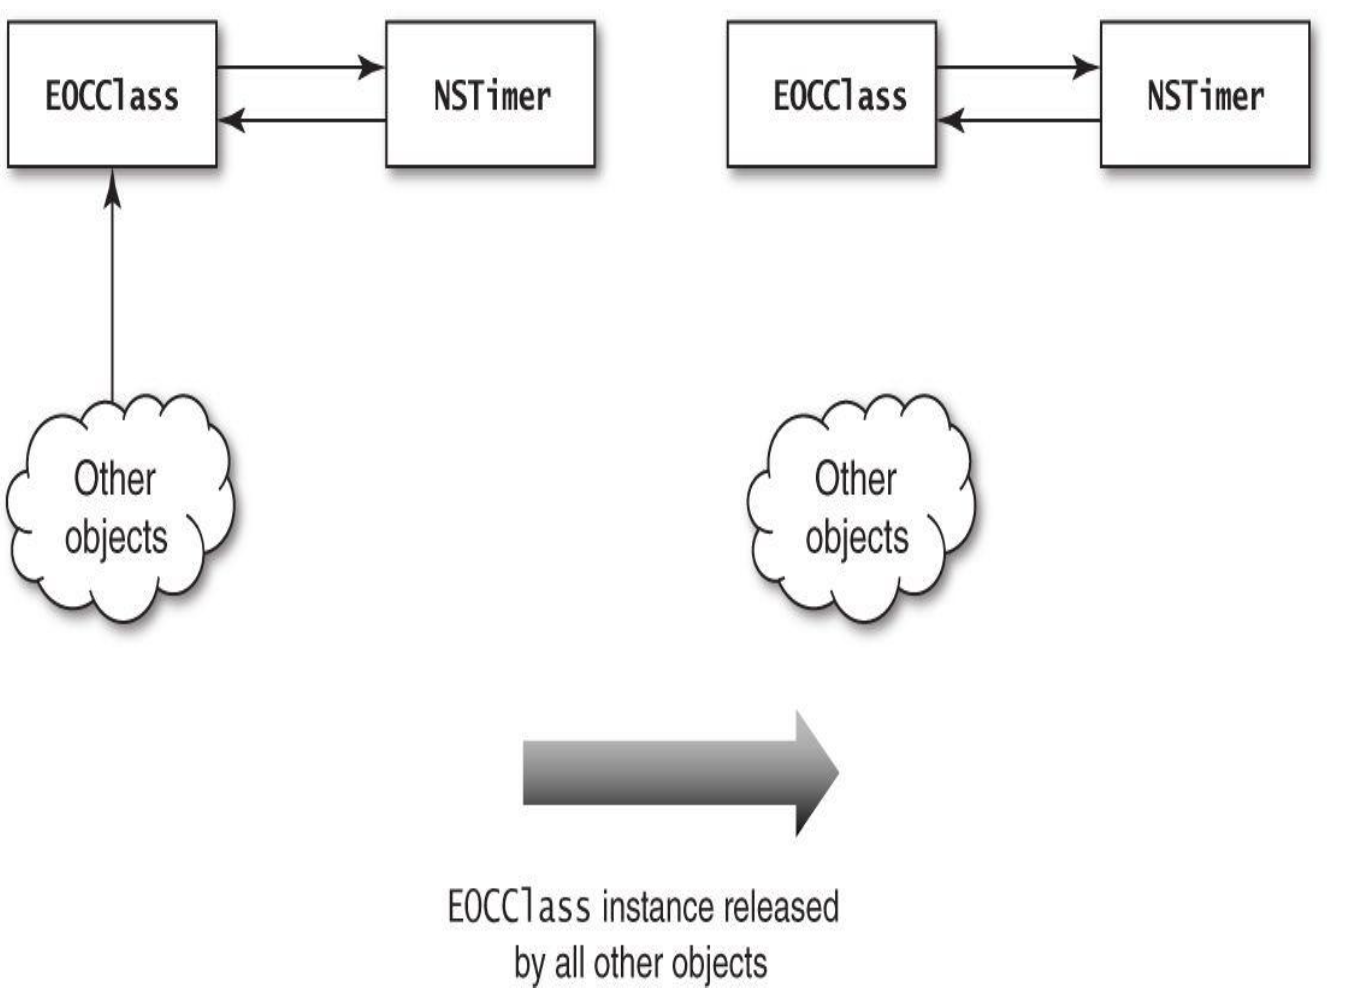 EOCClass
NSTimer
EOCClass
NSTimer
Other
objects
Other
objects
EOCClass instance released
by all other objects